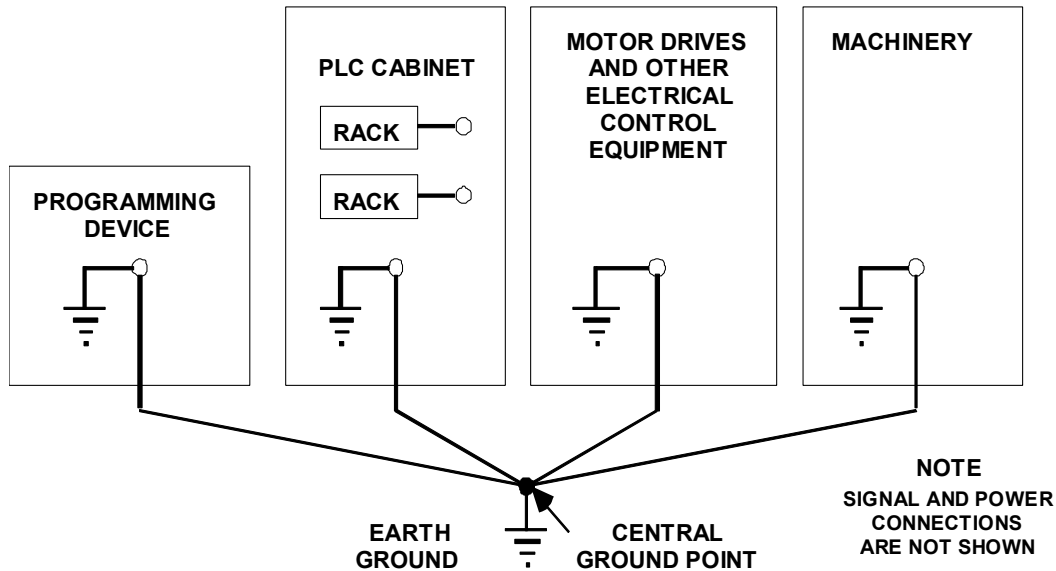 PROGRAMMING
DEVICE
PLC CABINET
RACK
RACK
MOTOR DRIVES
AND OTHER
ELECTRICAL
CONTROL
EQUIPMENT
MACHINERY
EARTH
GROUND
CENTRAL
GROUND POINT
NOTE
SIGNAL AND POWER
CONNECTIONS
ARE NOT SHOWN